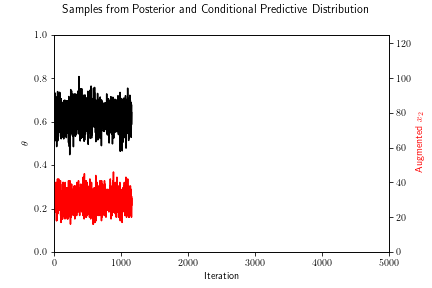 Samples from Posterior and Conditional Predictive Distribution
1.0
0.8
0.6
0.4
0.2
0.0
θ
120
100
80
60
40
20
0
Augmented x₂
0 1000 2000 3000 4000 5000
Iteration